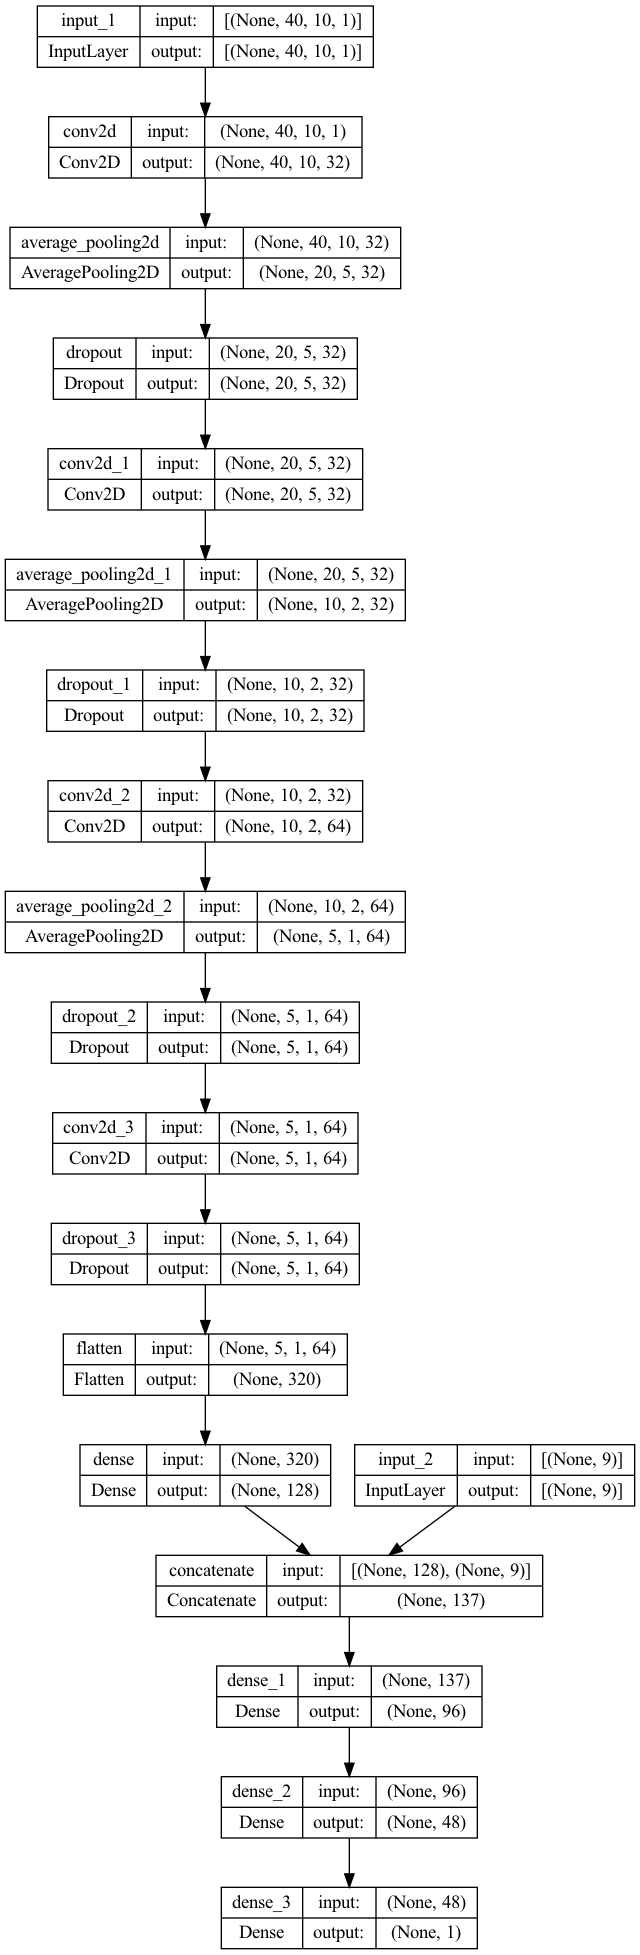 input_1 input: [(None, 40, 10, 1)]
InputLayer output: [(None, 40, 10, 1)]
conv2d input: (None, 40, 10, 1)
Conv2D output: (None, 40, 10, 32)
average_pooling2d input: (None, 40, 10, 32)
AveragePooling2D output: (None, 20, 5, 32)
dropout input: (None, 20, 5, 32)
Dropout output: (None, 20, 5, 32)
conv2d_1 input: (None, 20, 5, 32)
Conv2D output: (None, 20, 5, 32)
average_pooling2d_1 input: (None, 20, 5, 32)
AveragePooling2D output: (None, 10, 2, 32)
dropout_1 input: (None, 10, 2, 32)
Dropout output: (None, 10, 2, 32)
conv2d_2 input: (None, 10, 2, 32)
Conv2D output: (None, 10, 2, 64)
average_pooling2d_2 input: (None, 10, 2, 64)
AveragePooling2D output: (None, 5, 1, 64)
dropout_2 input: (None, 5, 1, 64)
Dropout output: (None, 5, 1, 64)
conv2d_3 input: (None, 5, 1, 64)
Conv2D output: (None, 5, 1, 64)
dropout_3 input: (None, 5, 1, 64)
Dropout output: (None, 5, 1, 64)
flatten input: (None, 5, 1, 64)
Flatten output: (None, 320)
dense input: (None, 320)
Dense output: (None, 128)
input_2 input: [(None, 9)]
InputLayer output: [(None, 9)]
concatenate input: [(None, 128), (None, 9)]
Concatenate output: (None, 137)
dense_1 input: (None, 137)
Dense output: (None, 96)
dense_2 input: (None, 96)
Dense output: (None, 48)
dense_3 input: (None, 48)
Dense output: (None, 1)